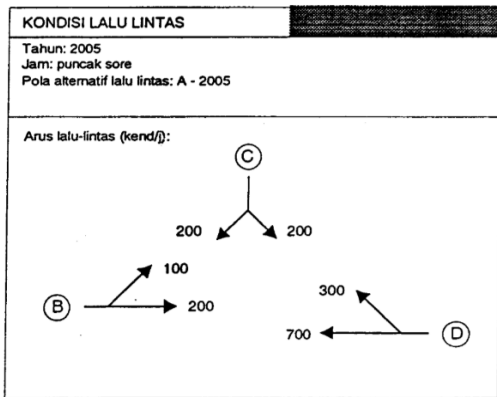 KONDISI LALU LINTAS
Tahun: 2005
Jam: puncak sore
Pola alternatif lalu lintas: A - 2005
Arus lalu-lintas (kend/j):
C
200 200
100
B 200
300
700 D